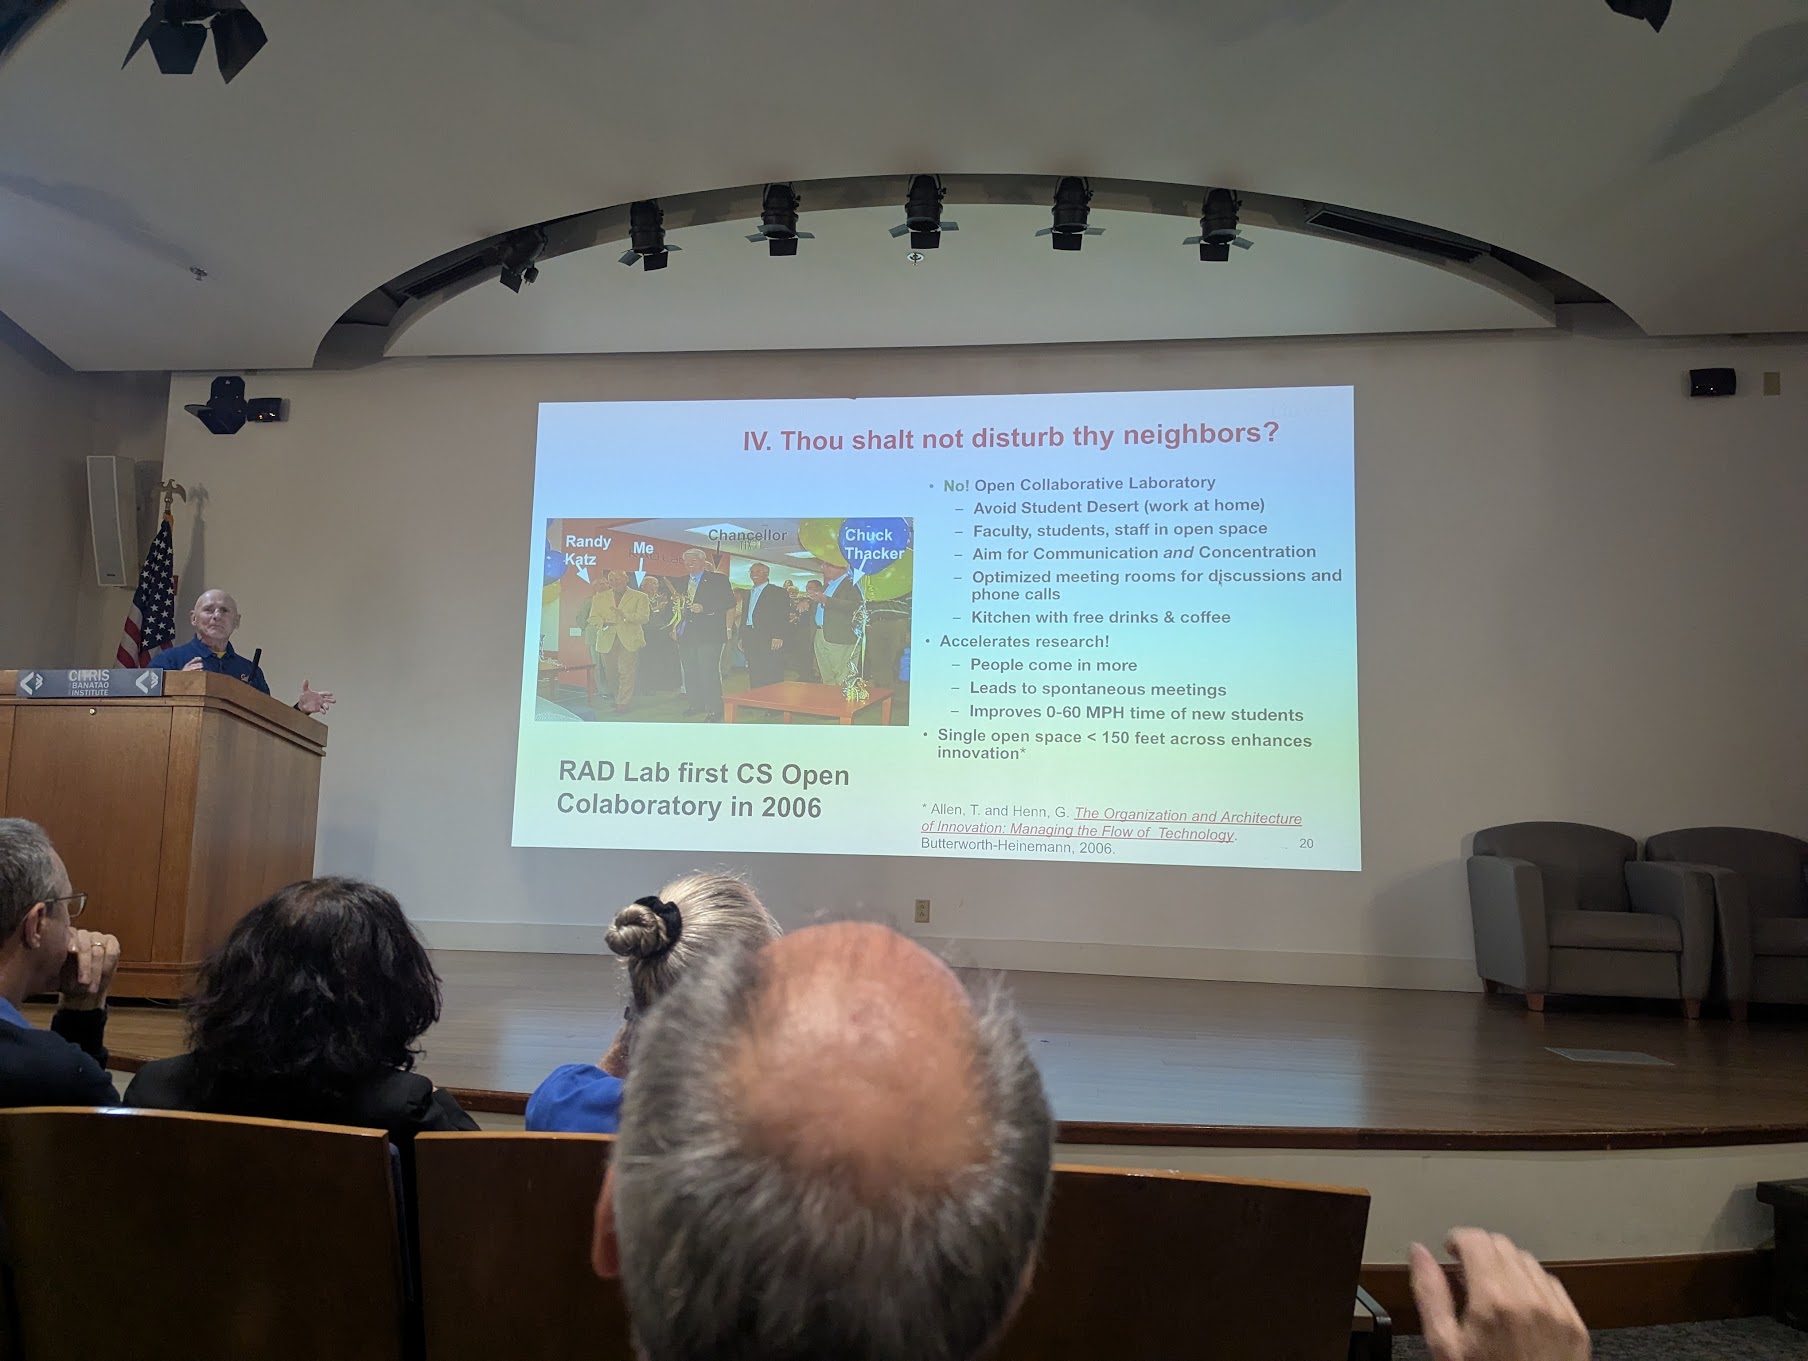 IV. Thou shalt not disturb thy neighbors?
Randy
Katz
Me
Chancellor
Chuck
Thacker
RAD Lab first CS Open
Colaboratory in 2006
• No! Open Collaborative Laboratory
– Avoid Student Desert (work at home)
– Faculty, students, staff in open space
– Aim for Communication and Concentration
– Optimized meeting rooms for discussions and
phone calls
– Kitchen with free drinks & coffee
• Accelerates research!
– People come in more
– Leads to spontaneous meetings
– Improves 0-60 MPH time of new students
• Single open space < 150 feet across enhances
innovation*
* Allen, T. and Henn, G. The Organization and Architecture
of Innovation: Managing the Flow of Technology.
Butterworth-Heinemann, 2006.
20
CITRIS
BANATAO
INSTITUTE